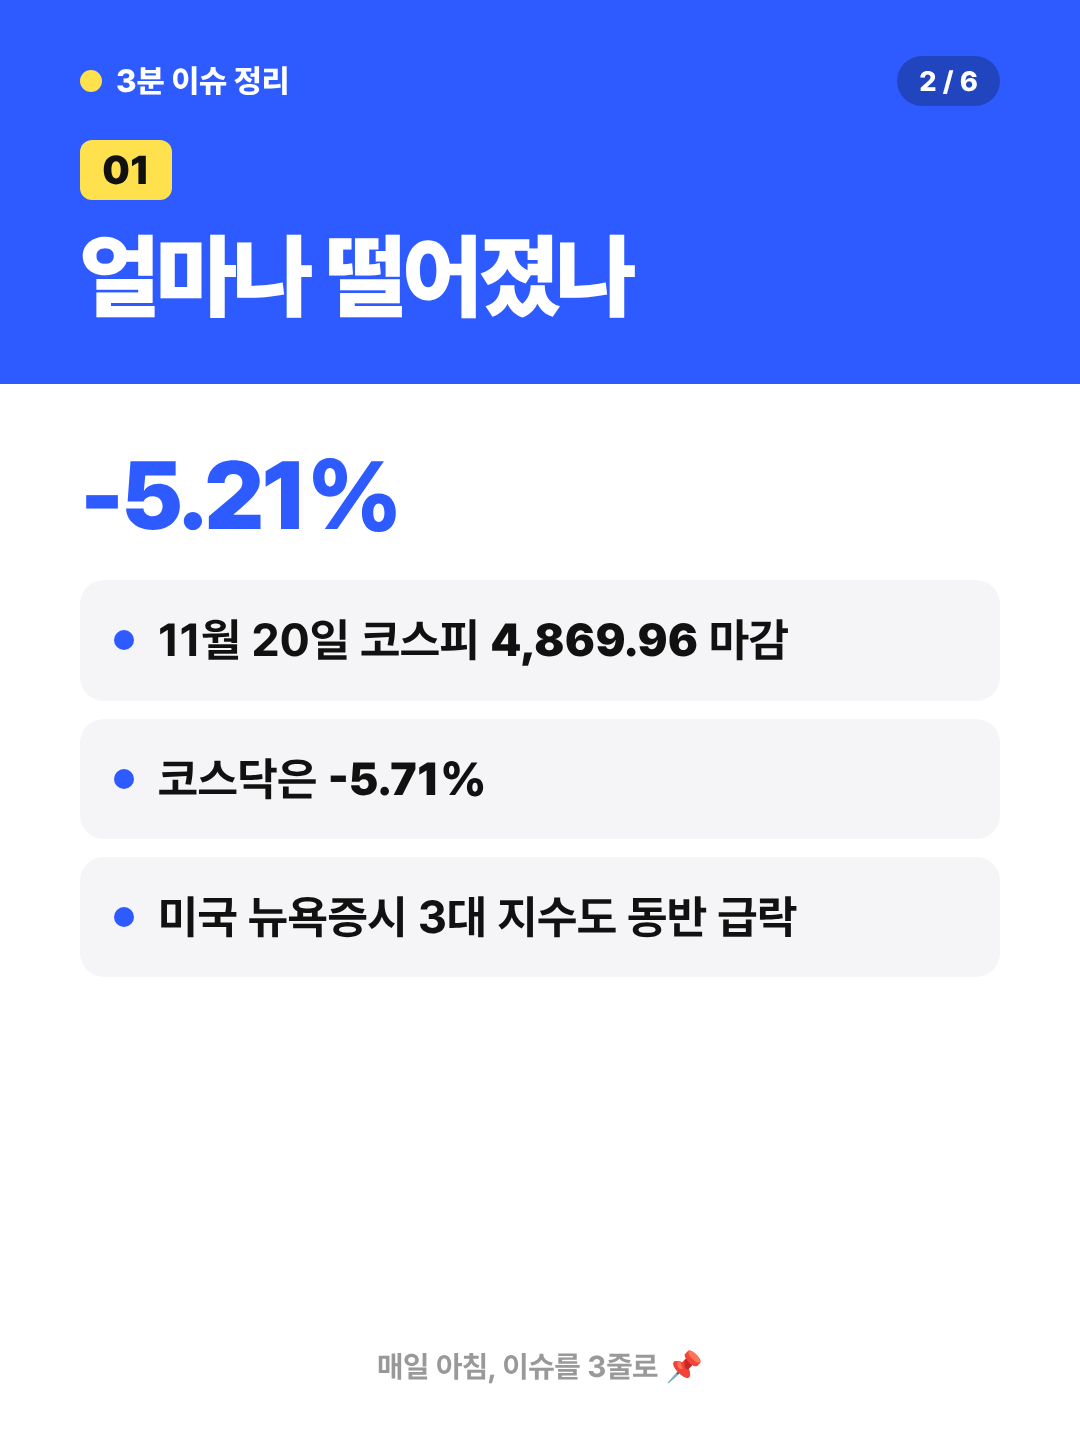 3분 이슈 정리
2 / 6
01
얼마나 떨어졌나
-5.21%
11월 20일 코스피 4,869.96 마감
코스닥은 -5.71%
미국 뉴욕증시 3대 지수도 동반 급락
매일 아침, 이슈를 3줄로 📌